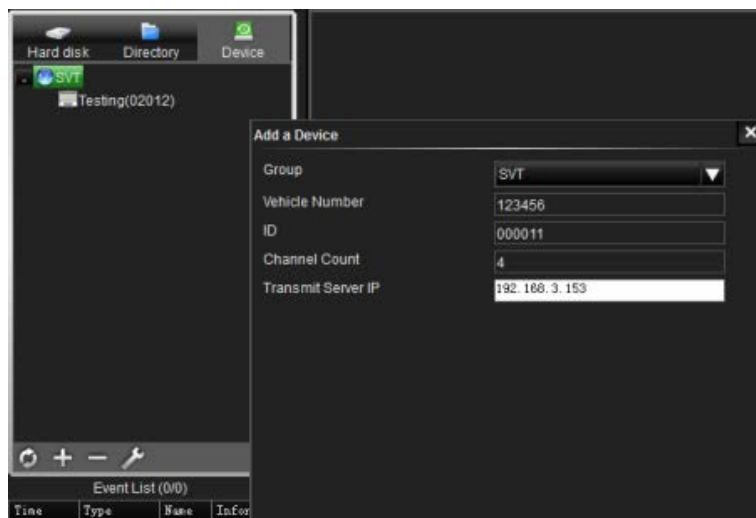 Hard disk Directory Device
SVT
Testing(02012)
Add a Device
Group SVT
Vehicle Number 123456
ID 000011
Channel Count 4
Transmit Server IP 192.168.3.153
Event List (0/0)
Time Type Name Infor